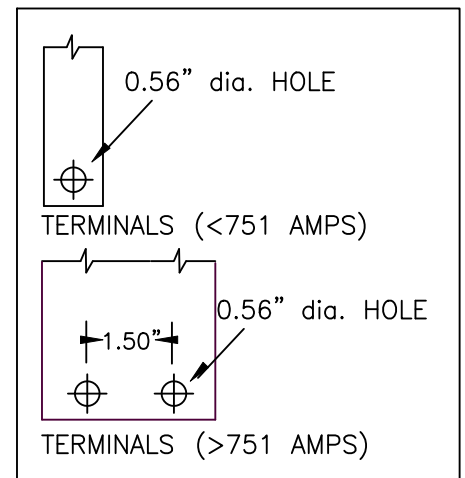 0.56" dia. HOLE
TERMINALS (<751 AMPS)
0.56" dia. HOLE
1.50"
TERMINALS (>751 AMPS)